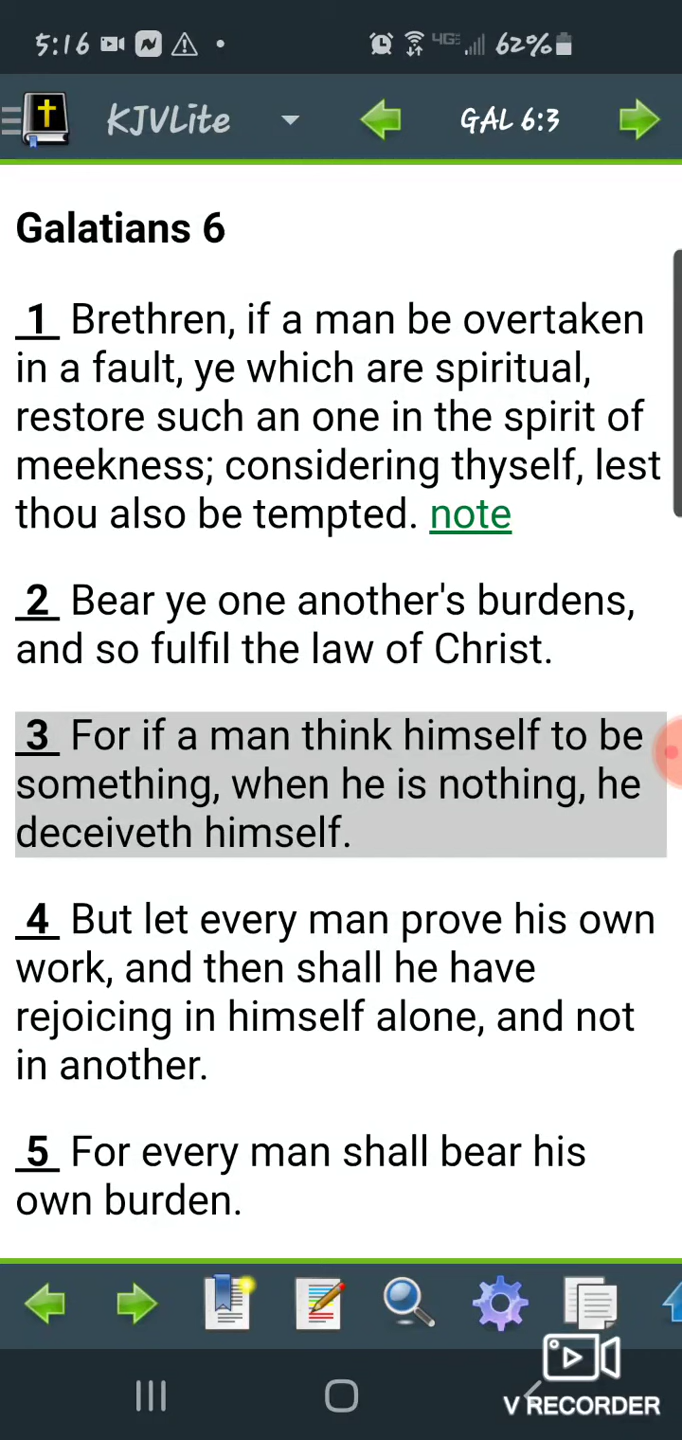 5:16 4G 62%
KJVLite GAL 6:3
Galatians 6
1 Brethren, if a man be overtaken
in a fault, ye which are spiritual,
restore such an one in the spirit of
meekness; considering thyself, lest
thou also be tempted. note
2 Bear ye one another's burdens,
and so fulfil the law of Christ.
3 For if a man think himself to be
something, when he is nothing, he
deceiveth himself.
4 But let every man prove his own
work, and then shall he have
rejoicing in himself alone, and not
in another.
5 For every man shall bear his
own burden.
V RECORDER